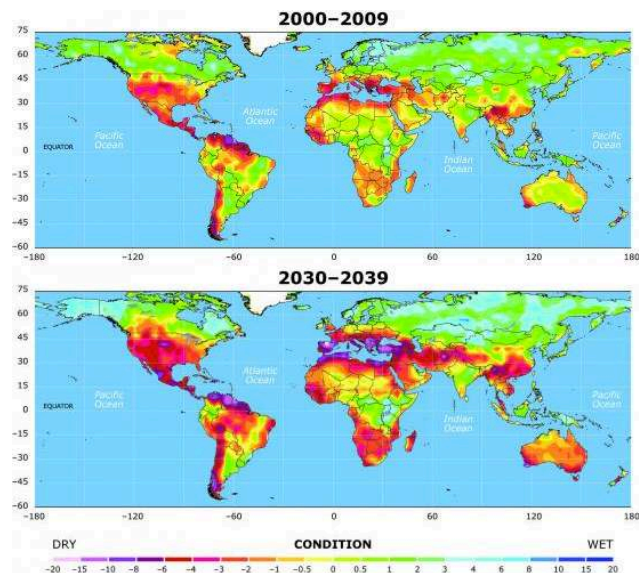 2000–2009
75
60
45
30
15
0
−15
−30
−45
−60
EQUATOR
Pacific
Ocean
Atlantic
Ocean
Indian
Ocean
Pacific
Ocean
−180 −120 −60 0 60 120 180
2030–2039
75
60
45
30
15
0
−15
−30
−45
−60
EQUATOR
Pacific
Ocean
Atlantic
Ocean
Indian
Ocean
Pacific
Ocean
−180 −120 −60 0 60 120 180
DRY CONDITION WET
−20 −15 −10 −8 −6 −4 −3 −2 −1 −0.5 0 0.5 1 2 3 4 6 8 10 15 20